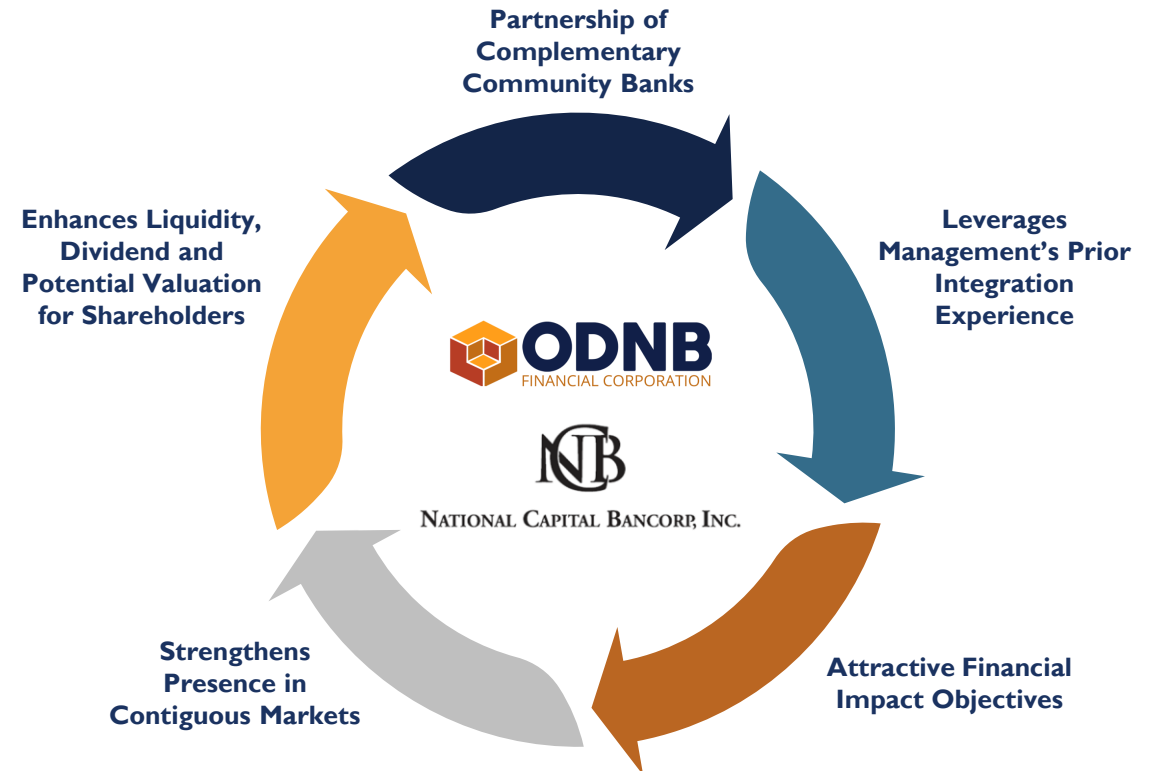 Partnership of
Complementary
Community Banks
Enhances Liquidity,
Dividend and
Potential Valuation
for Shareholders
Leverages
Management’s Prior
Integration
Experience
ODNB
FINANCIAL CORPORATION
NCB
NATIONAL CAPITAL BANCORP, INC.
Strengthens
Presence in
Contiguous Markets
Attractive Financial
Impact Objectives